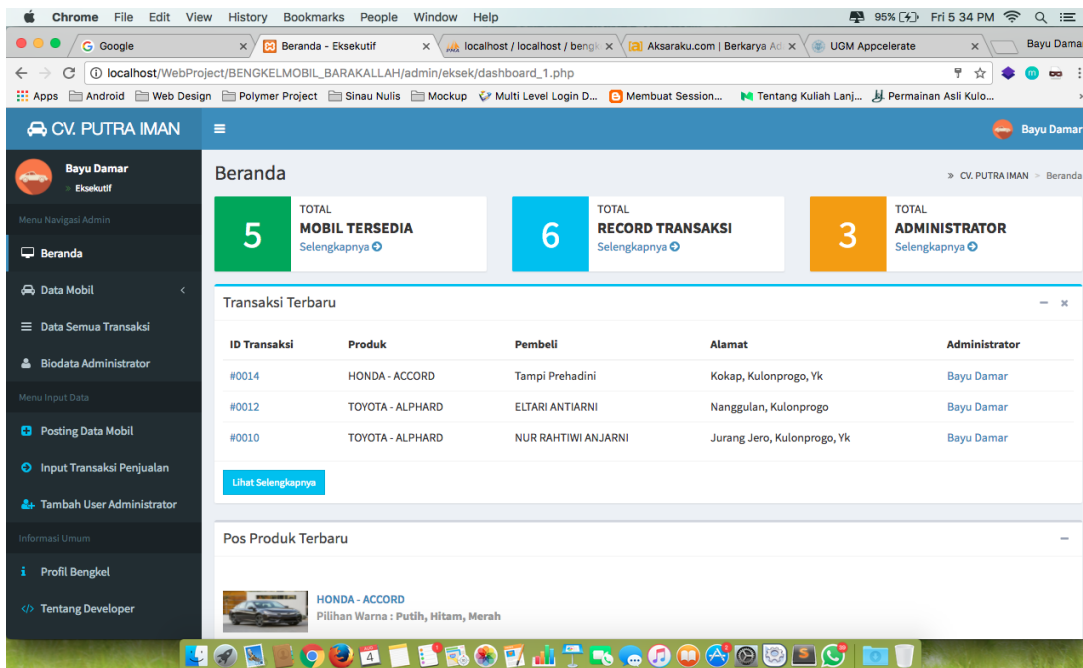 Chrome File Edit View History Bookmarks People Window Help 95% Fri 5 34 PM
Google Beranda - Eksekutif localhost / localhost / bengk Aksaraku.com | Berkarya Ad UGM Appcelerate Bayu Damar
localhost/WebProject/BENGKELMOBIL_BARAKALLAH/admin/eksek/dashboard_1.php
Apps Android Web Design Polymer Project Sinau Nulis Mockup Multi Level Login D... Membuat Session... Tentang Kuliah Lanj... Permainan Asli Kulo...
CV. PUTRA IMAN Bayu Damar
Bayu Damar
Eksekutif
Menu Navigasi Admin
Beranda
Data Mobil
Data Semua Transaksi
Biodata Administrator
Menu Input Data
Posting Data Mobil
Input Transaksi Penjualan
Tambah User Administrator
Informasi Umum
Profil Bengkel
Tentang Developer
Beranda
» CV. PUTRA IMAN > Beranda
5
TOTAL
MOBIL TERSEDIA
Selengkapnya
6
TOTAL
RECORD TRANSAKSI
Selengkapnya
3
TOTAL
ADMINISTRATOR
Selengkapnya
Transaksi Terbaru
ID Transaksi Produk Pembeli Alamat Administrator
#0014 HONDA - ACCORD Tampi Prehadini Kokap, Kulonprogo, Yk Bayu Damar
#0012 TOYOTA - ALPHARD ELTARI ANTIARNI Nanggulan, Kulonprogo Bayu Damar
#0010 TOYOTA - ALPHARD NUR RAHTIWI ANJARNI Jurang Jero, Kulonprogo, Yk Bayu Damar
Lihat Selengkapnya
Pos Produk Terbaru
HONDA - ACCORD
Pilihan Warna : Putih, Hitam, Merah